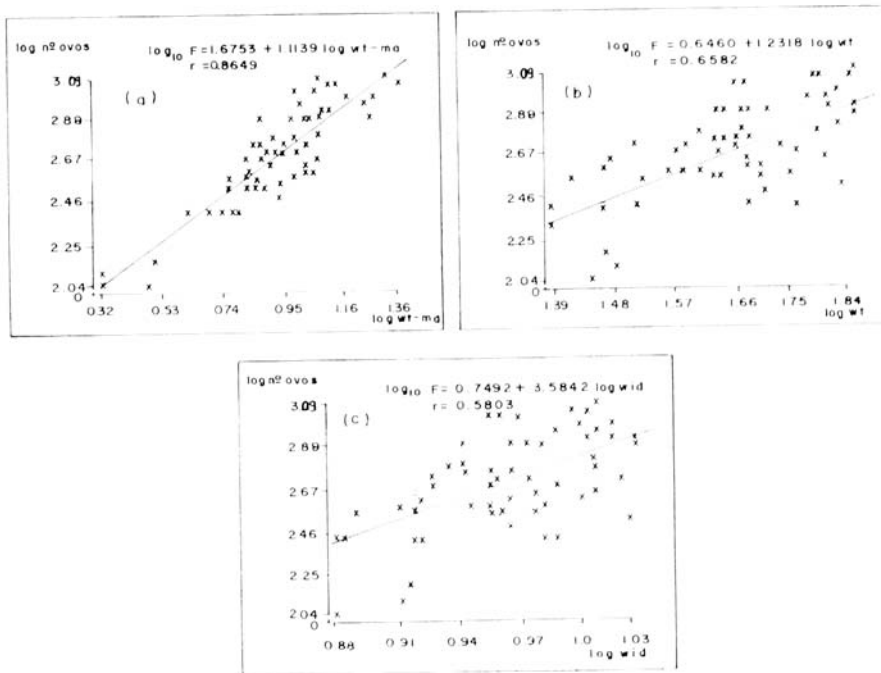 log nº ovos
log10 F=1.6753 +1.1139 log wt-ma
r =0.8649
(a)
3.09
2.89
2.67
2.46
2.25
2.04
0
0.32 0.53 0.74 0.95 1.16 1.36
log wt-ma
log nº ovos
log10 F = 0.6460 +1.2318 log wt
r = 0.6582
(b)
3.09
2.89
2.67
2.46
2.25
2.04
0
1.39 1.48 1.57 1.66 1.75 1.84
log wt
log nº ovos
log10 F= 0.7492+ 3.5842 log wid
r= 0.5803
(c)
3.09
2.89
2.67
2.46
2.25
2.04
0
0.88 0.91 0.94 0.97 1.0 1.03
log wid